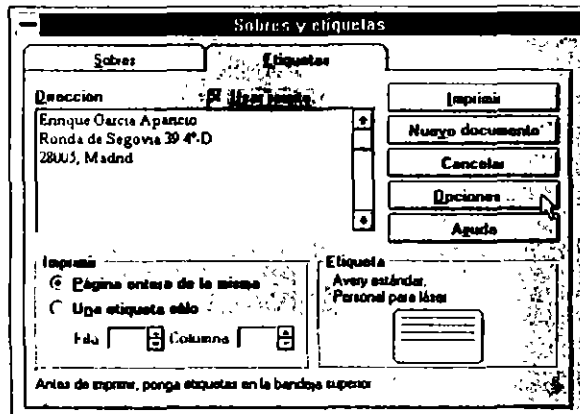 Sobres y etiquetas
Sobres
Etiquetas
Dirección
Usar remite
Enrique García Aparicio
Ronda de Segovia 39 4º-D
28005, Madrid
Imprimir
Nuevo documento
Cancelar
Opciones...
Ayuda
Imprimir
Página entera de la misma
Una etiqueta sólo
Fila
Columna
Etiqueta
Avery estándar,
Personal para láser
Antes de imprimir, ponga etiquetas en la bandeja superior